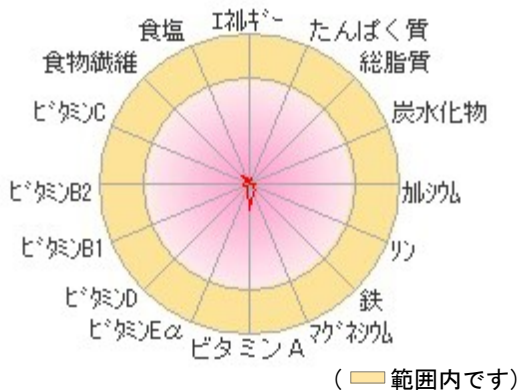 エネルギー
たんぱく質
総脂質
炭水化物
カルシウム
リン
鉄
マグネシウム
ビタミンA
ビタミンEα
ビタミンD
ビタミンB1
ビタミンB2
ビタミンC
食物繊維
食塩
( 範囲内です)